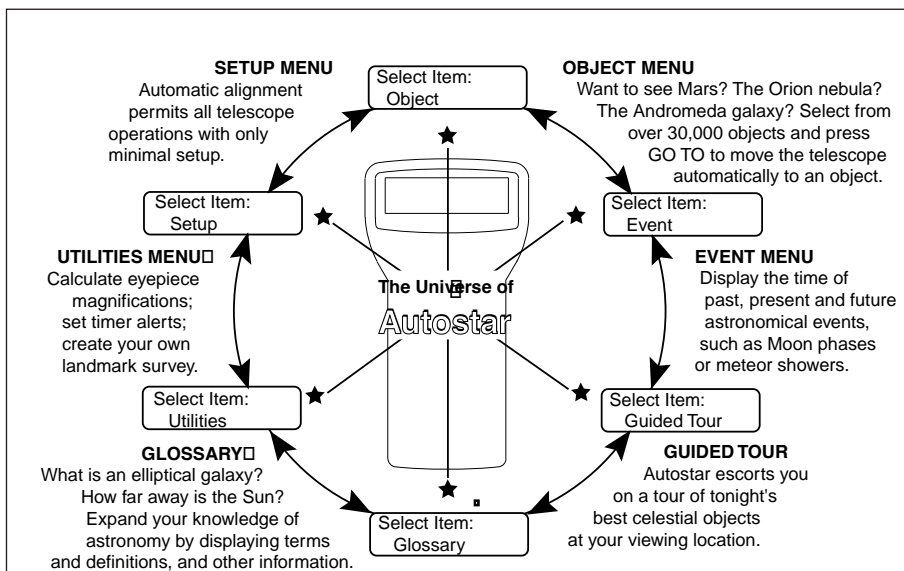 SETUP MENU
Automatic alignment
permits all telescope
operations with only
minimal setup.
Select Item:
Object
OBJECT MENU
Want to see Mars? The Orion nebula?
The Andromeda galaxy? Select from
over 30,000 objects and press
GO TO to move the telescope
automatically to an object.
Select Item:
Setup
Select Item:
Event
UTILITIES MENU
Calculate eyepiece
magnifications;
set timer alerts;
create your own
landmark survey.
The Universe of
Autostar
EVENT MENU
Display the time of
past, present and future
astronomical events,
such as Moon phases
or meteor showers.
Select Item:
Utilities
Select Item:
Guided Tour
GLOSSARY
What is an elliptical galaxy?
How far away is the Sun?
Expand your knowledge of
astronomy by displaying terms
and definitions, and other information.
Select Item:
Glossary
GUIDED TOUR
Autostar escorts you
on a tour of tonight's
best celestial objects
at your viewing location.